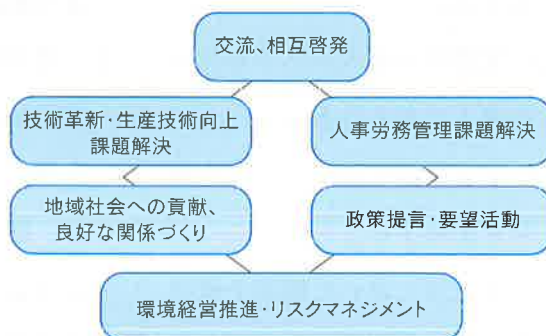 交流、相互啓発
技術革新・生産技術向上
課題解決
人事労務管理課題解決
地域社会への貢献、
良好な関係づくり
政策提言・要望活動
環境経営推進・リスクマネジメント